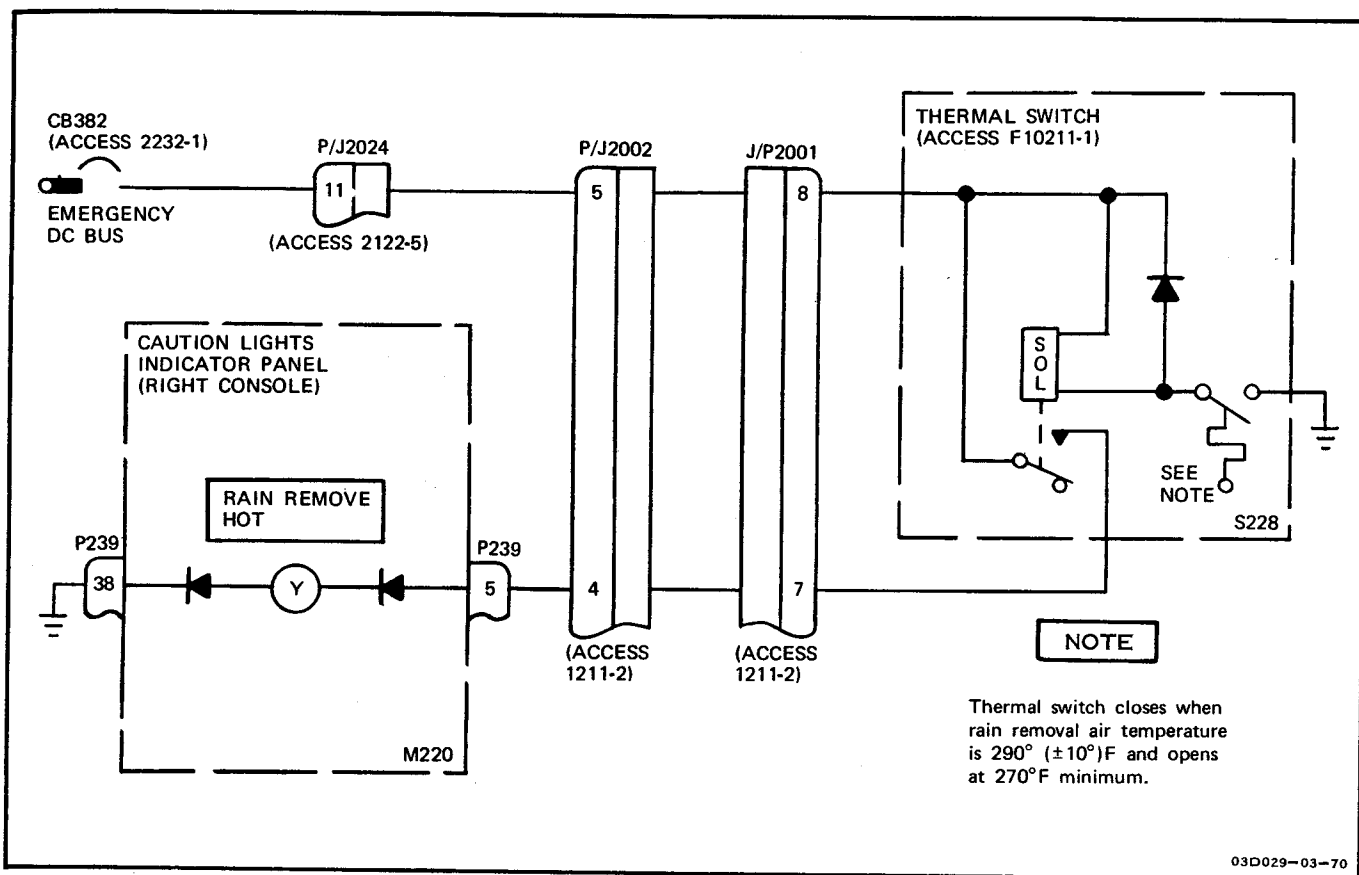 CB382
(ACCESS 2232-1)
EMERGENCY
DC BUS
P/J2024
11
(ACCESS 2122-5)
P/J2002
5
4
(ACCESS
1211-2)
J/P2001
8
7
(ACCESS
1211-2)
THERMAL SWITCH
(ACCESS F10211-1)
S
O
L
SEE
NOTE
S228
CAUTION LIGHTS
INDICATOR PANEL
(RIGHT CONSOLE)
RAIN REMOVE
HOT
P239
38
Y
P239
5
M220
NOTE
Thermal switch closes when
rain removal air temperature
is 290° (±10°)F and opens
at 270°F minimum.
03D029-03-70